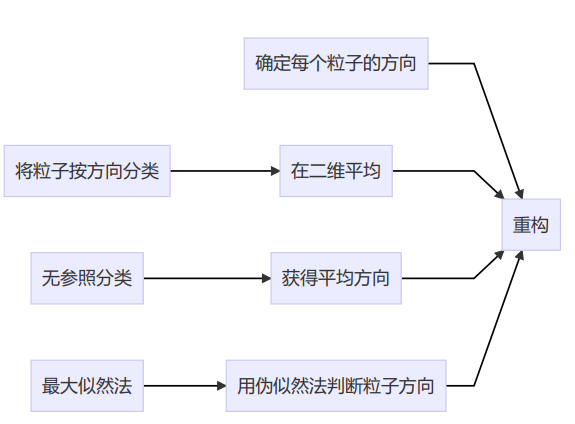 确定每个粒子的方向
将粒子按方向分类
在二维平均
重构
无参照分类
获得平均方向
最大似然法
用伪似然法判断粒子方向